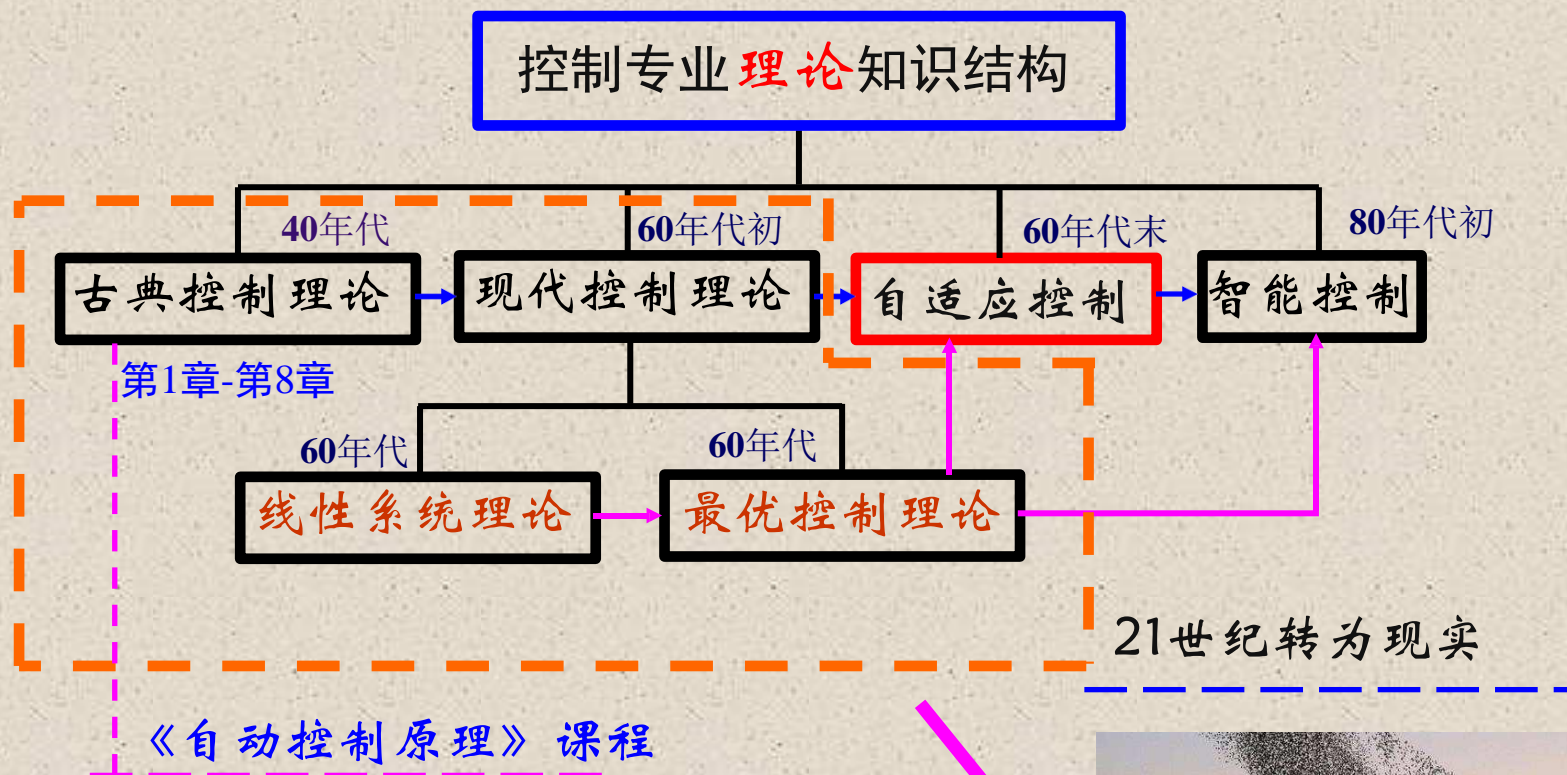 控制专业理论知识结构
40年代
60年代初
60年代末
80年代初
古典控制理论
现代控制理论
自适应控制
智能控制
第1章-第8章
60年代
60年代
线性系统理论
最优控制理论
21世纪转为现实
《自动控制原理》课程